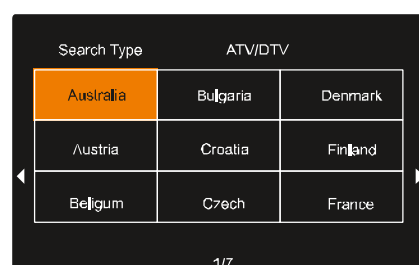 Search Type ATV/DTV
Australia Bulgaria Denmark
Austria Croatia Finland
Beligum Czech France
1/7